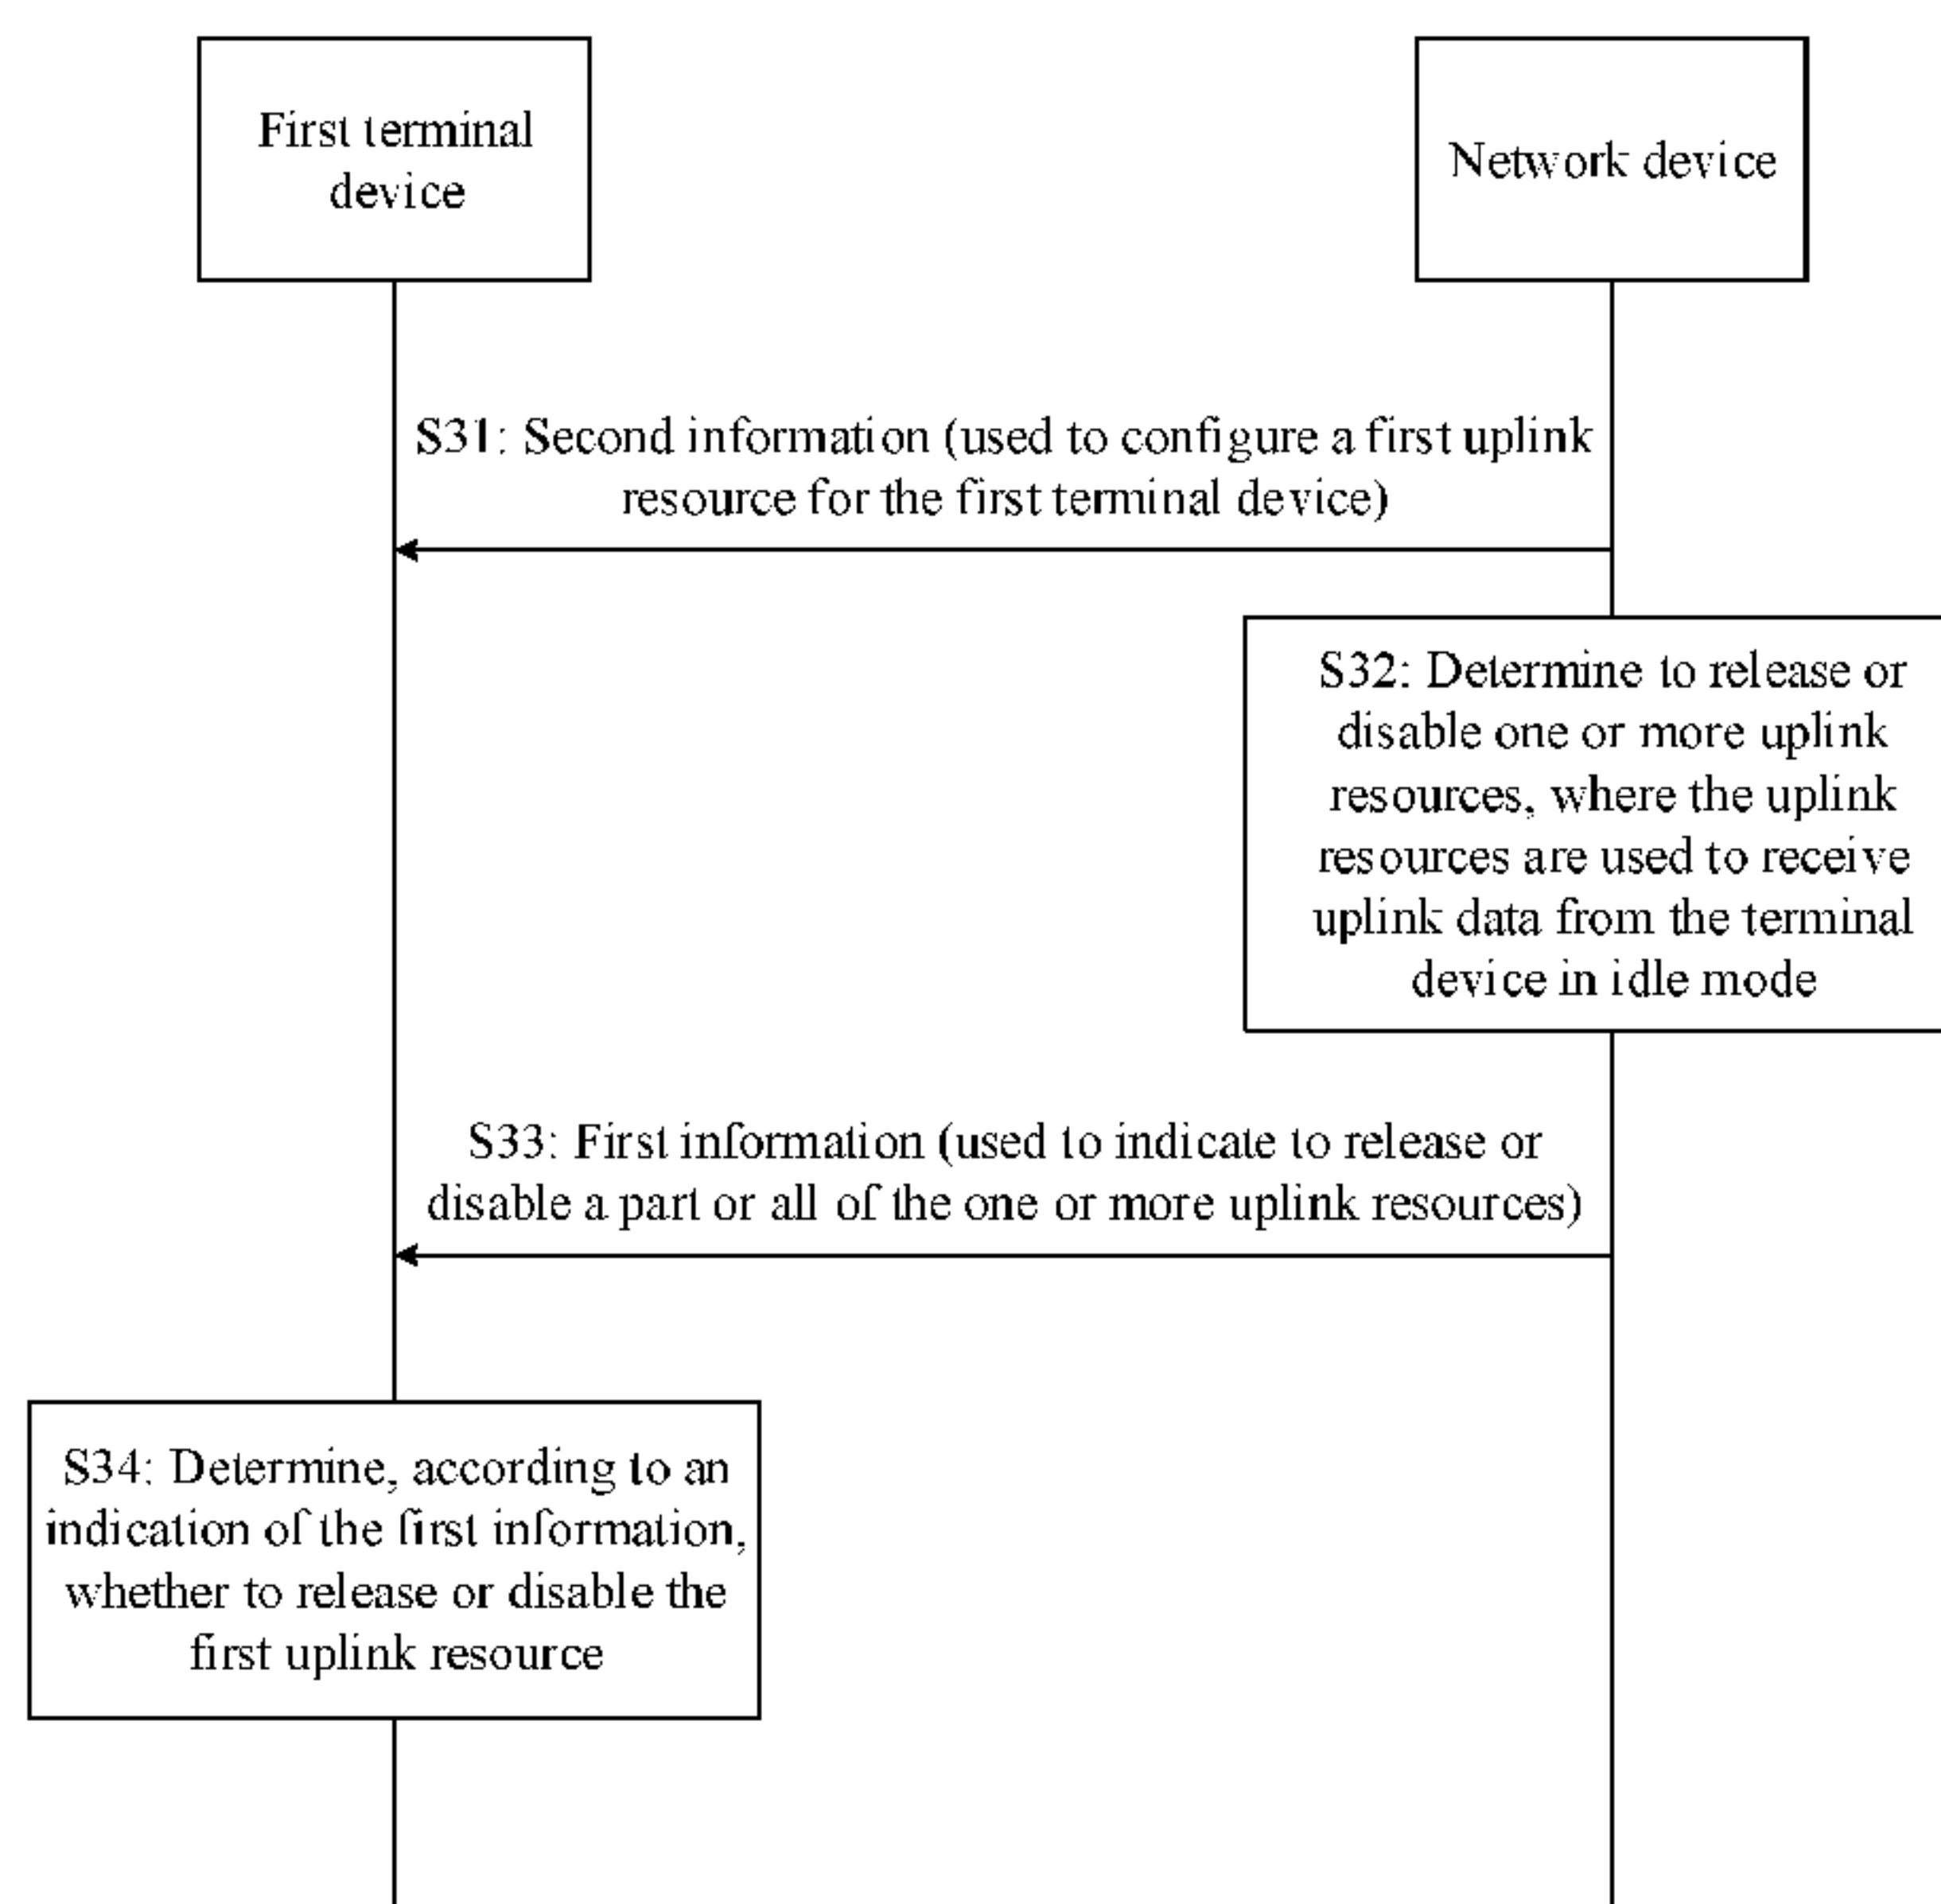 First terminal
device
Network device
S31: Second information (used to configure a first uplink
resource for the first terminal device)
S32: Determine to release or
disable one or more uplink
resources, where the uplink
resources are used to receive
uplink data from the terminal
device in idle mode
S33: First information (used to indicate to release or
disable a part or all of the one or more uplink resources)
S34: Determine, according to an
indication of the first information,
whether to release or disable the
first uplink resource